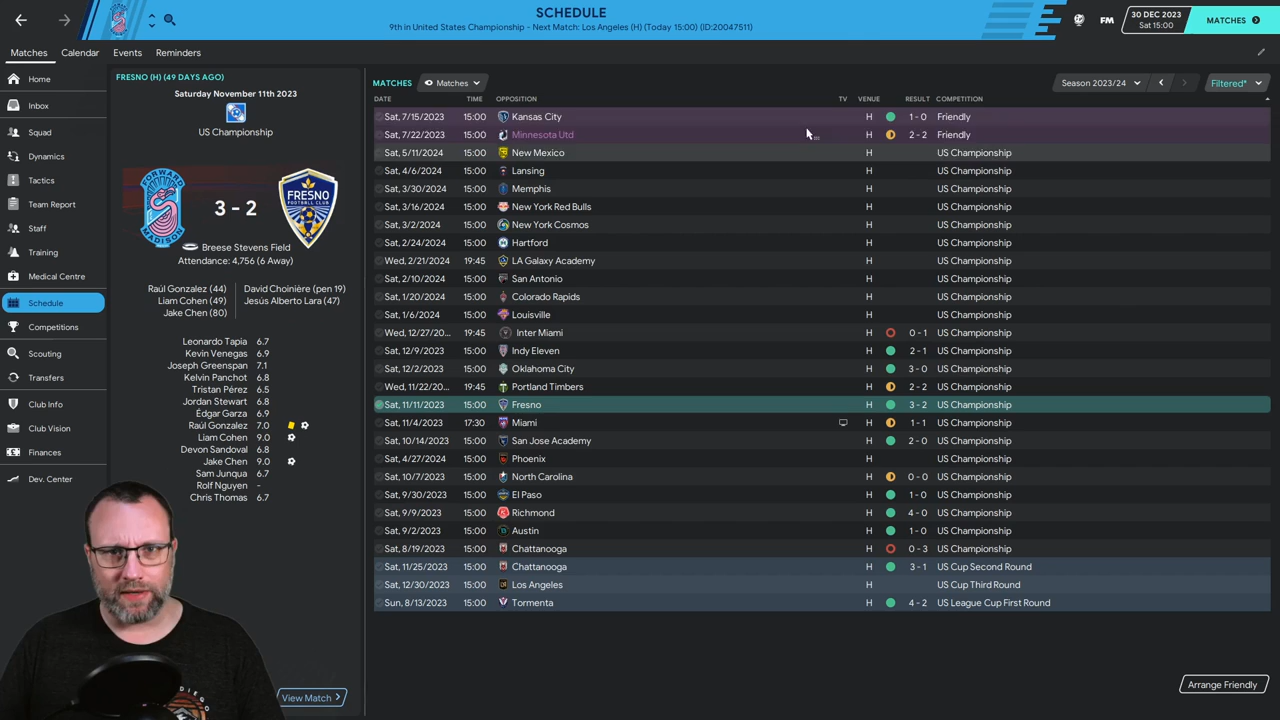 SCHEDULE
9th in United States Championship - Next Match: Los Angeles (H) (Today 15:00) (ID:20047511)
FM
30 DEC 2023
Sat 15:00
MATCHES
Matches Calendar Events Reminders
Home
Inbox
Squad
Dynamics
Tactics
Team Report
Staff
Training
Medical Centre
Schedule
Competitions
Scouting
Transfers
Club Info
Club Vision
Finances
Dev. Center
FRESNO (H) (49 DAYS AGO)
Saturday November 11th 2023
US Championship
FORWARD
MADISON
3 - 2
FRESNO
FOOTBALL CLUB
Breese Stevens Field
Attendance: 4,756 (6 Away)
Raúl González (44) David Choinière (pen 19)
Liam Cohen (49) Jesús Alberto Lara (47)
Jake Chen (80)
Leonardo Tapia 6.7
Kevin Venegas 6.9
Joseph Greenspan 7.1
Kelvin Panchot 6.8
Tristan Pérez 6.5
Jordan Stewart 6.8
Édgar Garza 6.9
Raúl González 7.0
Liam Cohen 9.0
Devon Sandoval 6.8
Jake Chen 9.0
Sam Junqua 6.7
Rolf Nguyen -
Chris Thomas 6.7
View Match
MATCHES Matches Season 2023/24 Filtered*
DATE TIME OPPOSITION TV VENUE RESULT COMPETITION
Sat, 7/15/2023 15:00 Kansas City H 1 - 0 Friendly
Sat, 7/22/2023 15:00 Minnesota Utd H 2 - 2 Friendly
Sat, 5/11/2024 15:00 New Mexico H US Championship
Sat, 4/6/2024 15:00 Lansing H US Championship
Sat, 3/30/2024 15:00 Memphis H US Championship
Sat, 3/16/2024 15:00 New York Red Bulls H US Championship
Sat, 3/2/2024 15:00 New York Cosmos H US Championship
Sat, 2/24/2024 15:00 Hartford H US Championship
Wed, 2/21/2024 19:45 LA Galaxy Academy H US Championship
Sat, 2/10/2024 15:00 San Antonio H US Championship
Sat, 1/20/2024 15:00 Colorado Rapids H US Championship
Sat, 1/6/2024 15:00 Louisville H US Championship
Wed, 12/27/20... 19:45 Inter Miami H 0 - 1 US Championship
Sat, 12/9/2023 15:00 Indy Eleven H 2 - 1 US Championship
Sat, 12/2/2023 15:00 Oklahoma City H 3 - 0 US Championship
Wed, 11/22/20... 19:45 Portland Timbers H 2 - 2 US Championship
Sat, 11/11/2023 15:00 Fresno H 3 - 2 US Championship
Sat, 11/4/2023 17:30 Miami H 1 - 1 US Championship
Sat, 10/14/2023 15:00 San Jose Academy H 2 - 0 US Championship
Sat, 4/27/2024 15:00 Phoenix H US Championship
Sat, 10/7/2023 15:00 North Carolina H 0 - 0 US Championship
Sat, 9/30/2023 15:00 El Paso H 1 - 0 US Championship
Sat, 9/9/2023 15:00 Richmond H 4 - 0 US Championship
Sat, 9/2/2023 15:00 Austin H 1 - 0 US Championship
Sat, 8/19/2023 15:00 Chattanooga H 0 - 3 US Championship
Sat, 11/25/2023 15:00 Chattanooga H 3 - 1 US Cup Second Round
Sat, 12/30/2023 15:00 Los Angeles H US Cup Third Round
Sun, 8/13/2023 15:00 Tormenta H 4 - 2 US League Cup First Round
Arrange Friendly